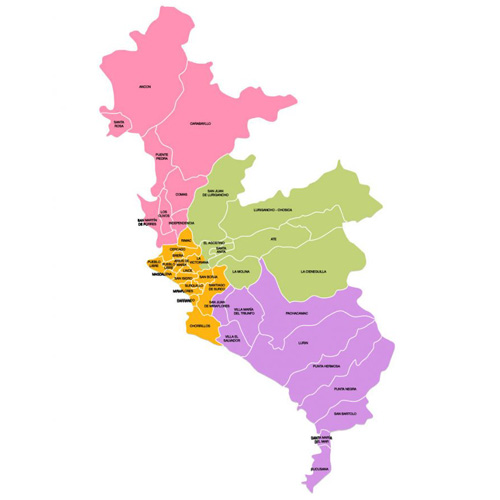 ANCON
SANTA
ROSA
CARABAYLLO
PUENTE
PIEDRA
COMAS
SAN JUAN
DE LURIGANCHO
LURIGANCHO - CHOSICA
LOS
OLIVOS
SAN MARTIN
DE PORRES
INDEPENDENCIA
RIMAC
EL AGUSTINO
SANTA
ANITA
ATE
CERCADO
BREÑA
LA
VICTORIA
PUEBLO
LIBRE
JESUS
MARIA
LINCE
SAN ISIDRO
SAN BORJA
LA MOLINA
LA CIENEGUILLA
SURQUILLO
SANTIAGO
DE SURCO
MIRAFLORES
BARRANCO
SAN JUAN
DE MIRAFLORES
VILLA MARIA
DEL TRIUNFO
PACHACAMAC
CHORRILLOS
VILLA EL
SALVADOR
LURIN
PUNTA HERMOSA
PUNTA NEGRA
SAN BARTOLO
SANTA MARIA
DEL MAR
PUCUSANA